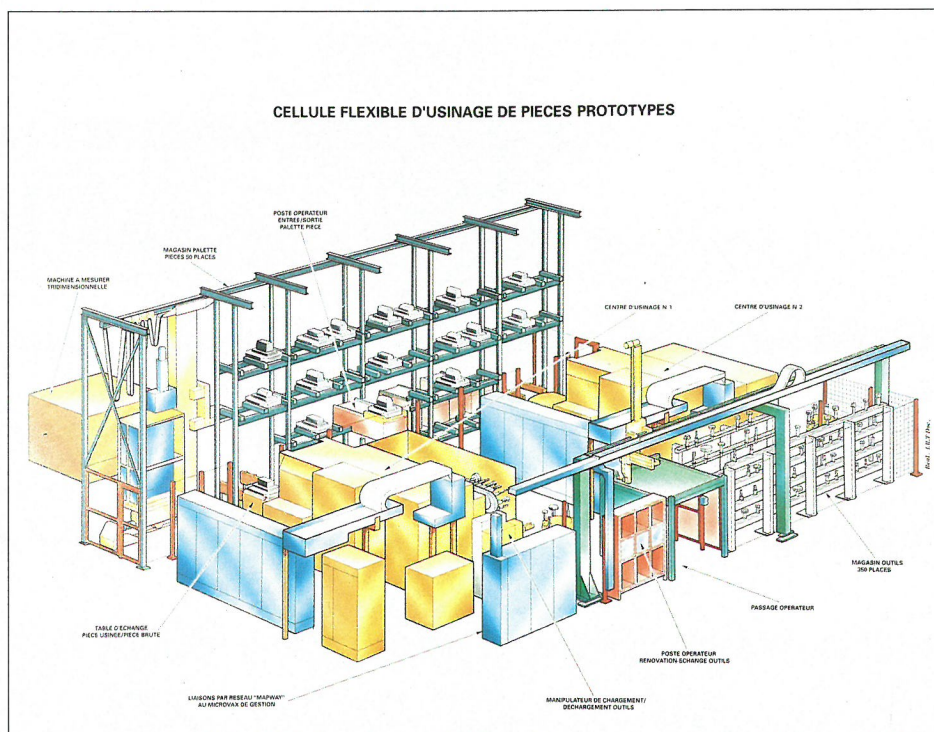 CELLULE FLEXIBLE D'USINAGE DE PIECES PROTOTYPES
POSTE OPERATEUR
ENTREE/SORTIE
PALETTE PIECE
MAGASIN PALETTE
PIECES 50 PLACES
MACHINE A MESURER
TRIDIMENSIONNELLE
CENTRE D'USINAGE N 1
CENTRE D'USINAGE N 2
MAGASIN OUTILS
350 PLACES
PASSAGE OPERATEUR
TABLE D'ECHANGE
PIECE USINEE/PIECE BRUTE
POSTE OPERATEUR
RENOVATION-ECHANGE OUTILS
LIAISONS PAR RESEAU "MAPWAY"
AU MICROVAX DE GESTION
MANIPULATEUR DE CHARGEMENT/
DECHARGEMENT OUTILS